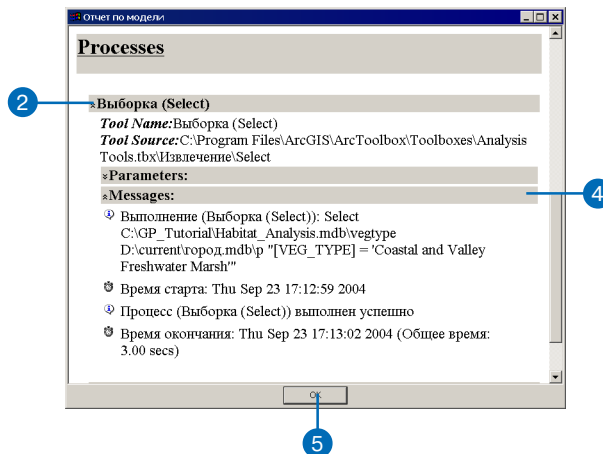 Отчет по модели
Processes
2
Выборка (Select)
Tool Name:Выборка (Select)
Tool Source:C:\Program Files\ArcGIS\ArcToolbox\Toolboxes\Analysis
Tools.tbx\Извлечение\Select
Parameters:
Messages:
4
Выполнение (Выборка (Select)): Select
C:\GP_Tutorial\Habitat_Analysis.mdb\vegtype
D:\current\город.mdb\p "[VEG_TYPE] = 'Coastal and Valley
Freshwater Marsh'"
Время старта: Thu Sep 23 17:12:59 2004
Процесс (Выборка (Select)) выполнен успешно
Время окончания: Thu Sep 23 17:13:02 2004 (Общее время:
3.00 secs)
OK
5